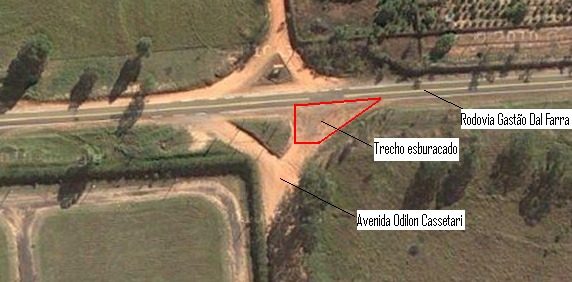 Rodovia Gastão Dal Farra
Trecho esburacado
Avenida Odilon Cassetari